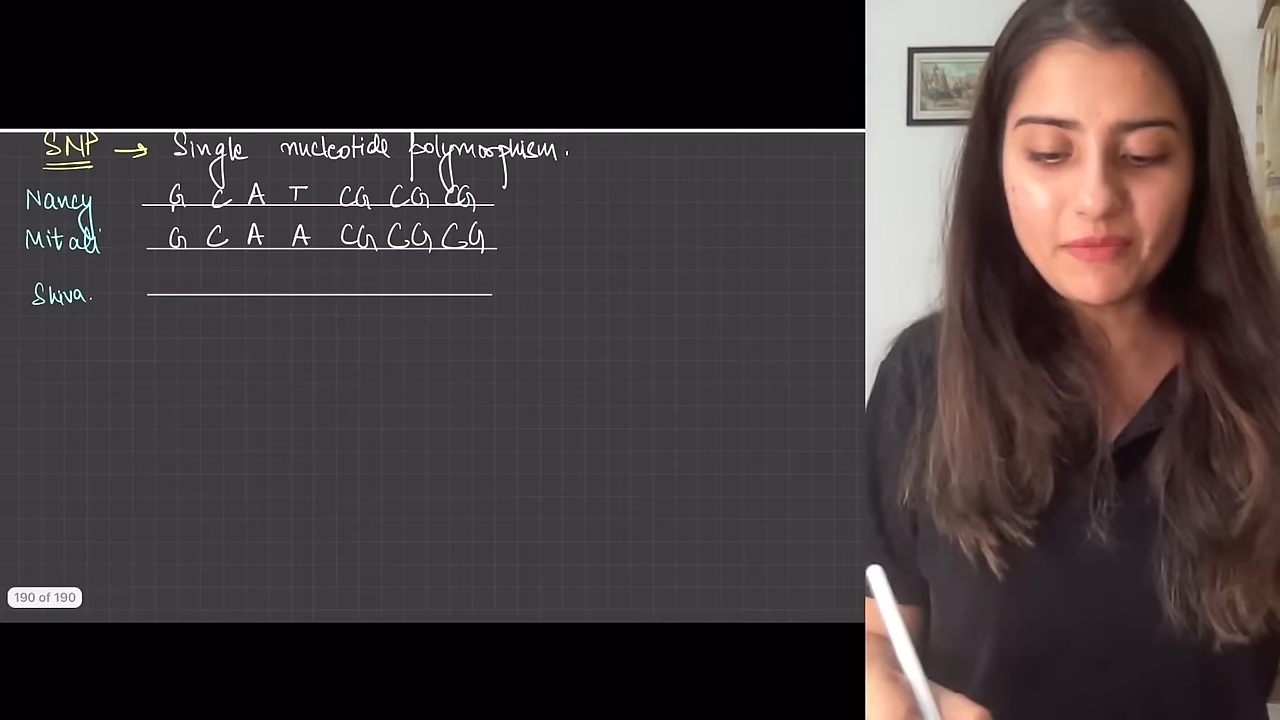 SNP → Single nucleotide polymorphism.
Nancy G C A T CG CG CG
Mitali G C A A CG CG CG
Shiva.
190 of 190